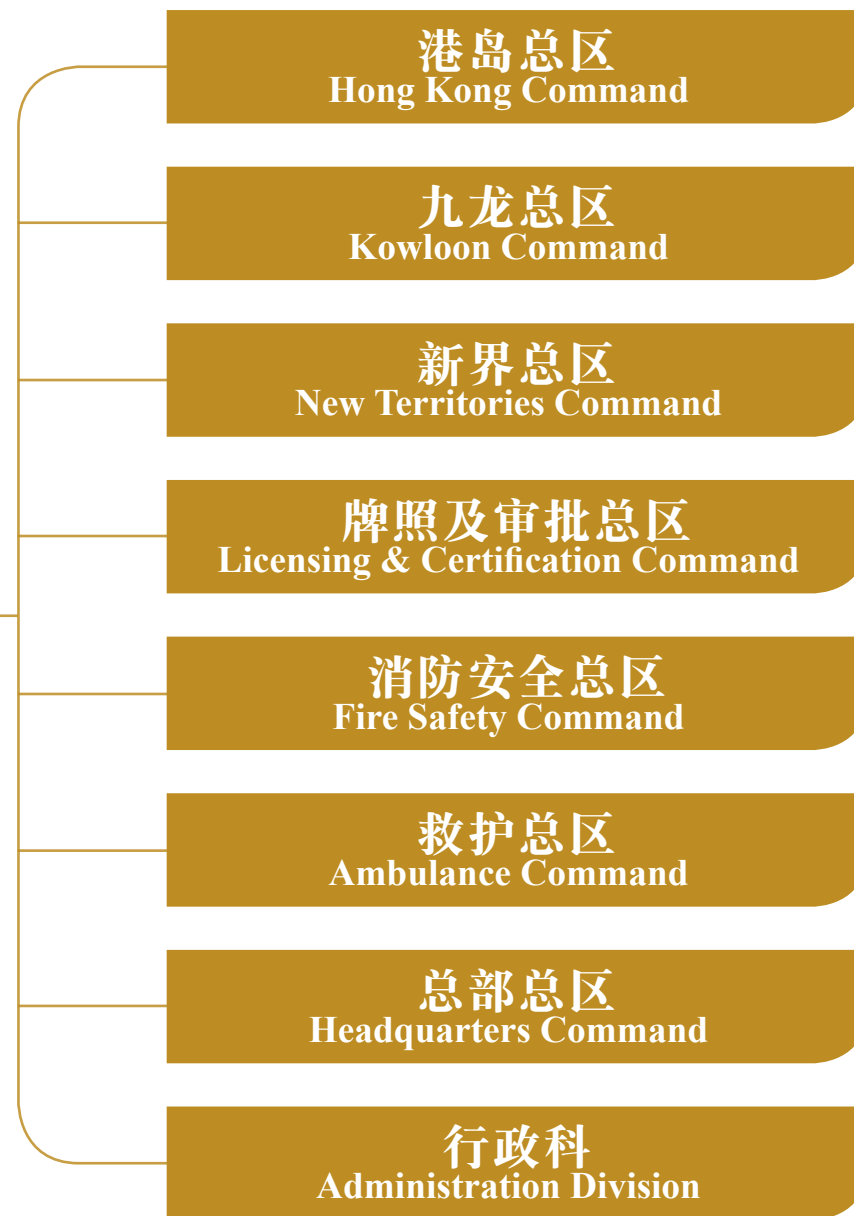 港岛总区
Hong Kong Command
九龙总区
Kowloon Command
新界总区
New Territories Command
牌照及审批总区
Licensing & Certification Command
消防安全总区
Fire Safety Command
救护总区
Ambulance Command
总部总区
Headquarters Command
行政科
Administration Division